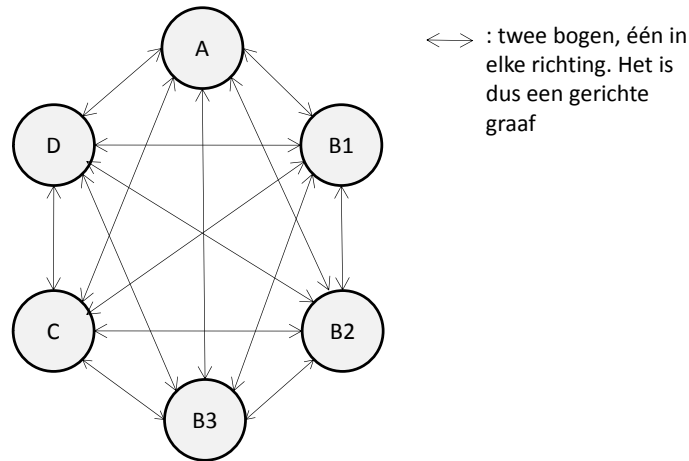 A
D
B1
C
B2
B3
: twee bogen, één in
elke richting. Het is
dus een gerichte
graaf